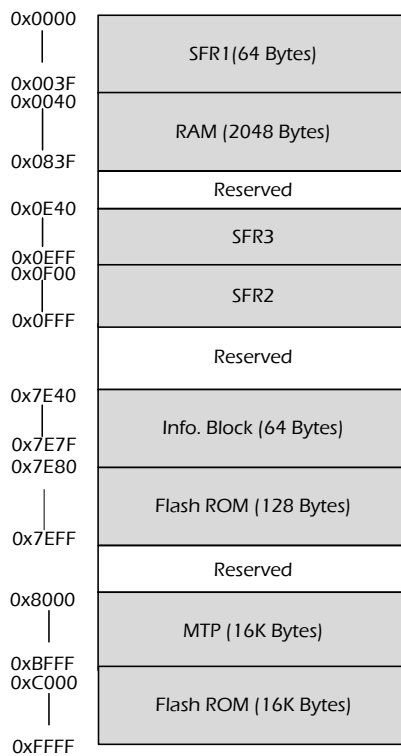 0x0000
SFR1(64 Bytes)
0x003F
0x0040
RAM (2048 Bytes)
0x083F
Reserved
0x0E40
SFR3
0x0EFF
0x0F00
SFR2
0x0FFF
Reserved
0x7E40
Info. Block (64 Bytes)
0x7E7F
0x7E80
Flash ROM (128 Bytes)
0x7EFF
Reserved
0x8000
MTP (16K Bytes)
0xBFFF
0xC000
Flash ROM (16K Bytes)
0xFFFF